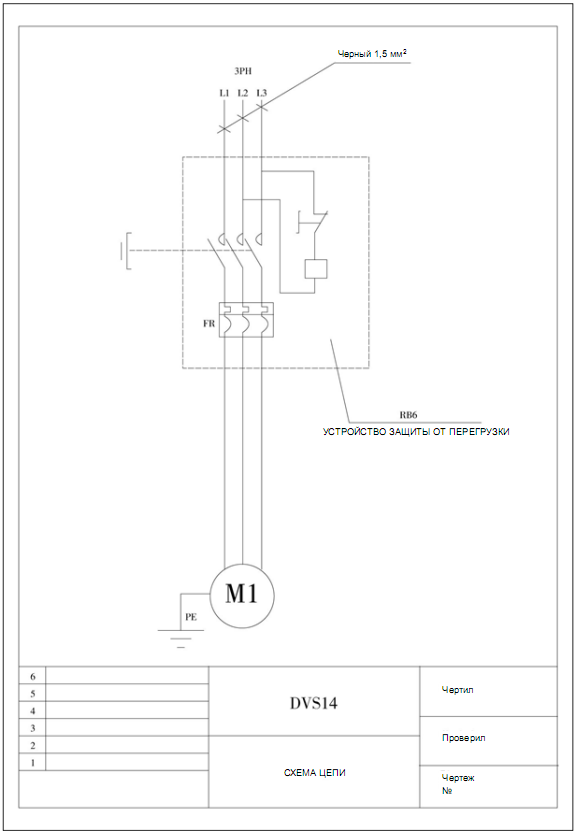 Черный 1,5 мм²
3PH
L1 L2 L3
FR
RB6
УСТРОЙСТВО ЗАЩИТЫ ОТ ПЕРЕГРУЗКИ
M1
PE
6
5
4
3
2
1
DVS14
СХЕМА ЦЕПИ
Чертил
Проверил
Чертеж
№